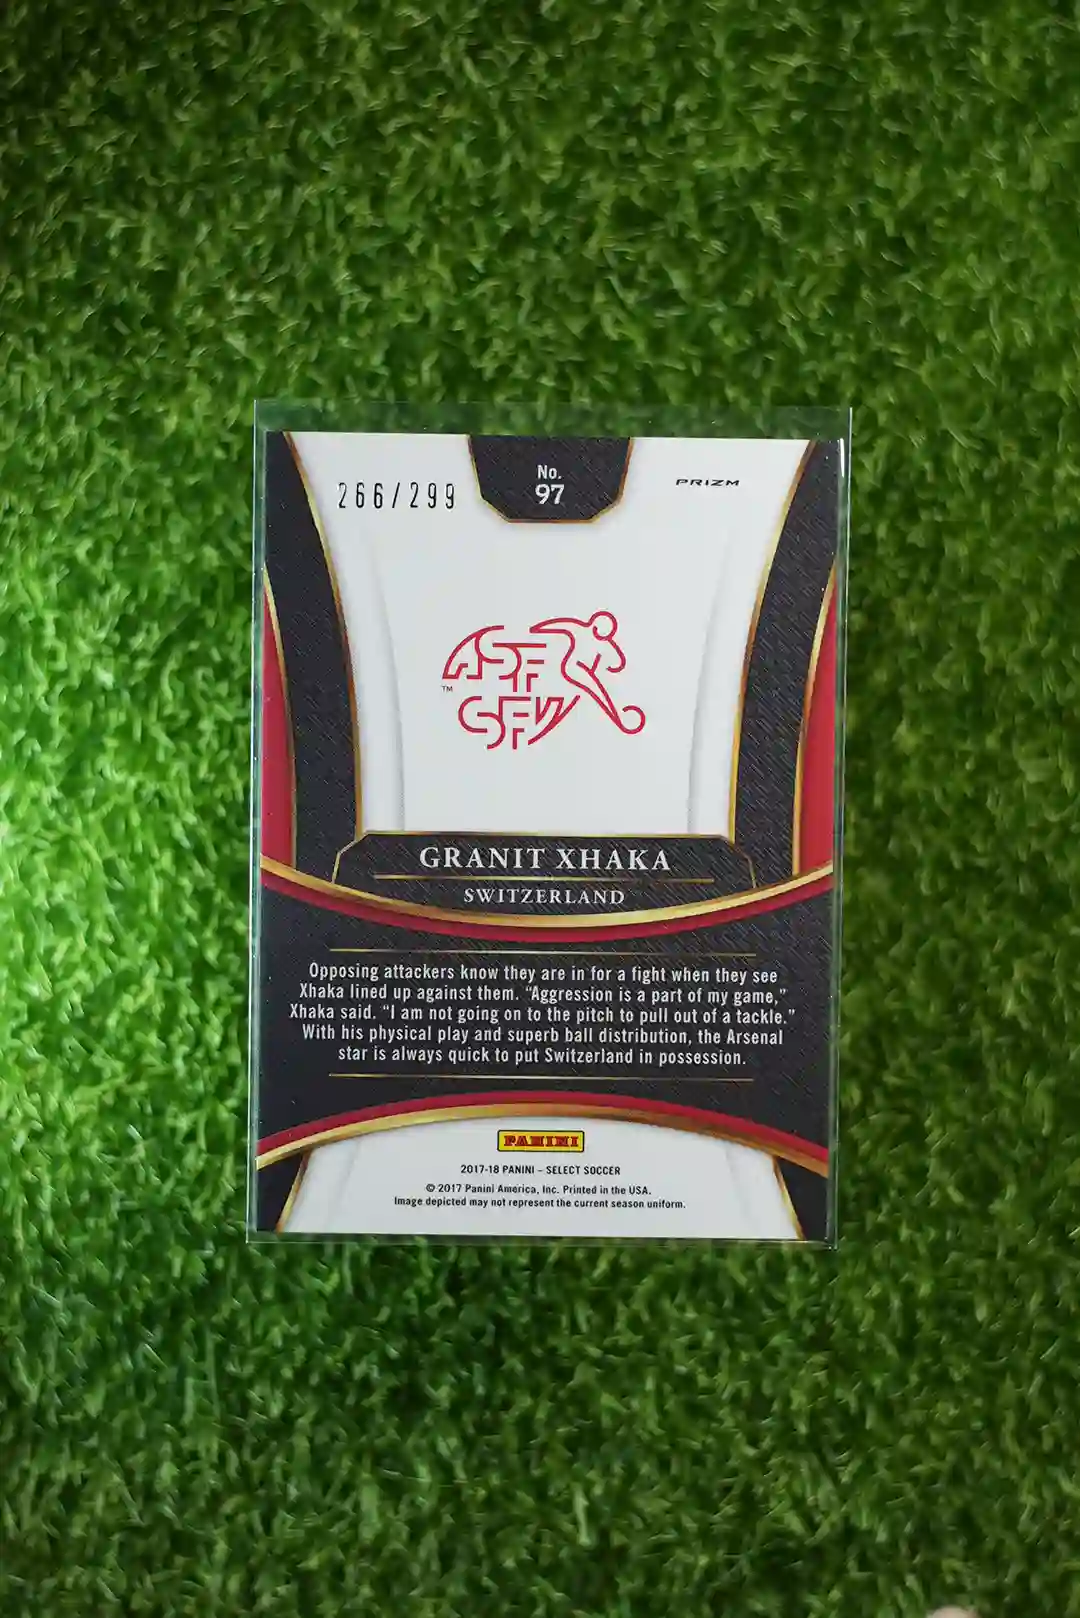 266/299
No.
97
PRIZM
ASF
SFV
™
GRANIT XHAKA
SWITZERLAND
Opposing attackers know they are in for a fight when they see
Xhaka lined up against them. “Aggression is a part of my game,”
Xhaka said. “I am not going on to the pitch to pull out of a tackle.”
With his physical play and superb ball distribution, the Arsenal
star is always quick to put Switzerland in possession.
PANINI
2017-18 PANINI – SELECT SOCCER
© 2017 Panini America, Inc. Printed in the USA.
Image depicted may not represent the current season uniform.